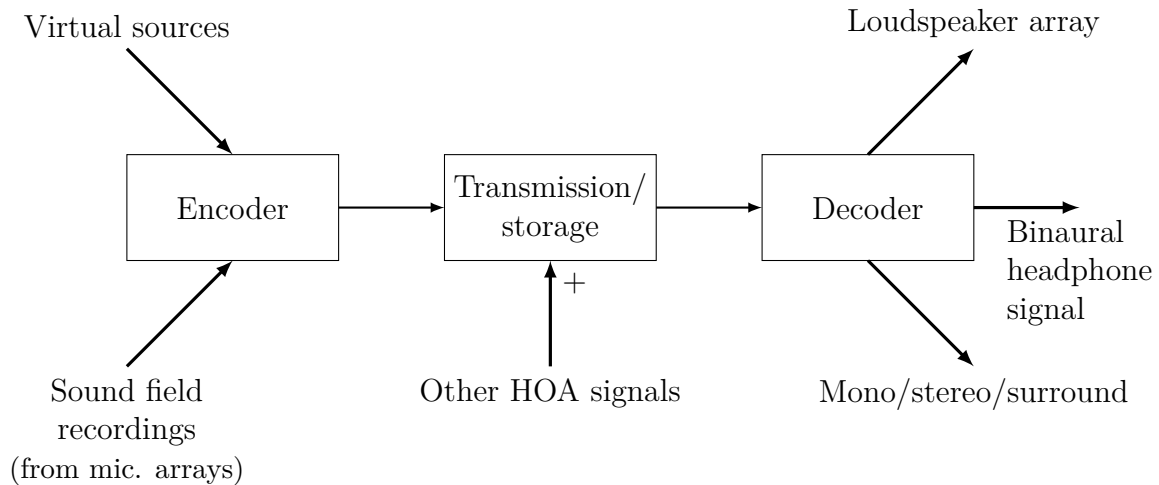 Virtual sources
Loudspeaker array
Encoder
Transmission/
storage
Decoder
Binaural
headphone
signal
+
Sound field
recordings
(from mic. arrays)
Other HOA signals
Mono/stereo/surround